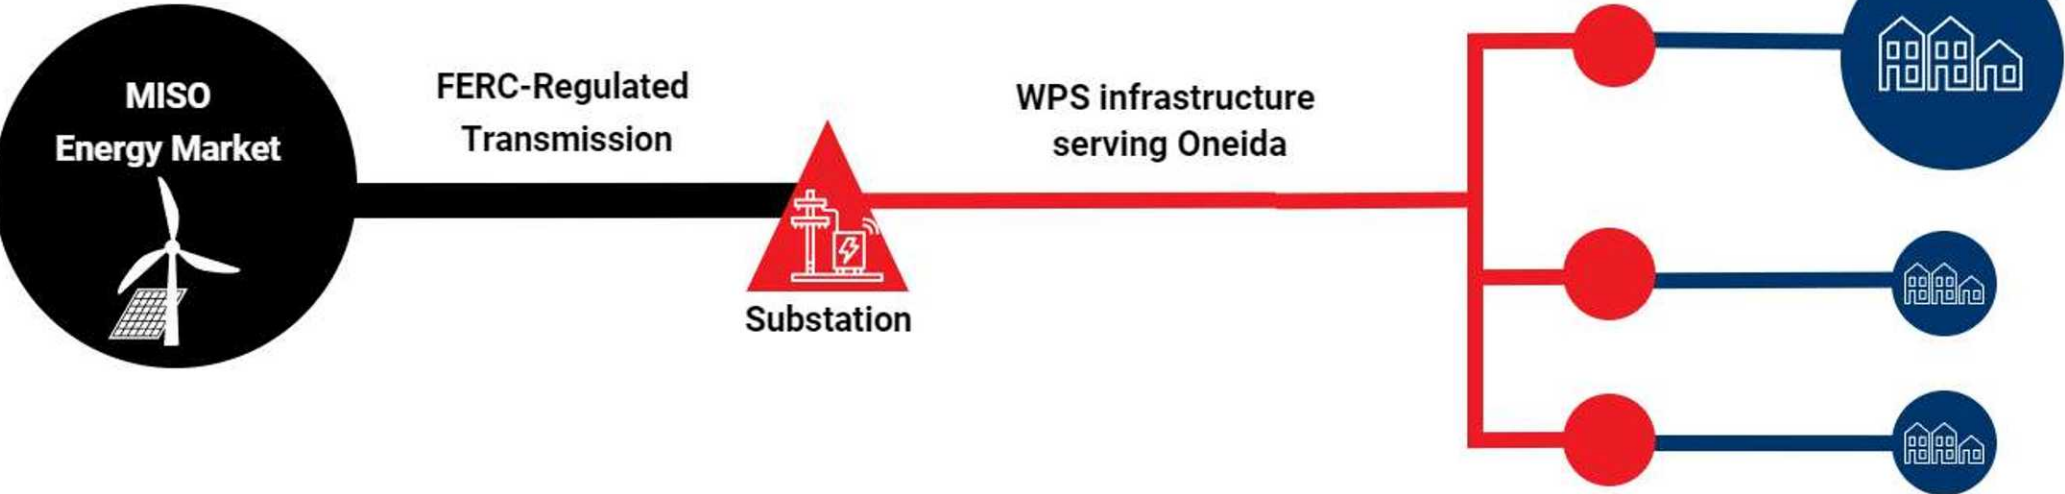 MISO
Energy Market
FERC-Regulated
Transmission
WPS infrastructure
serving Oneida
Substation